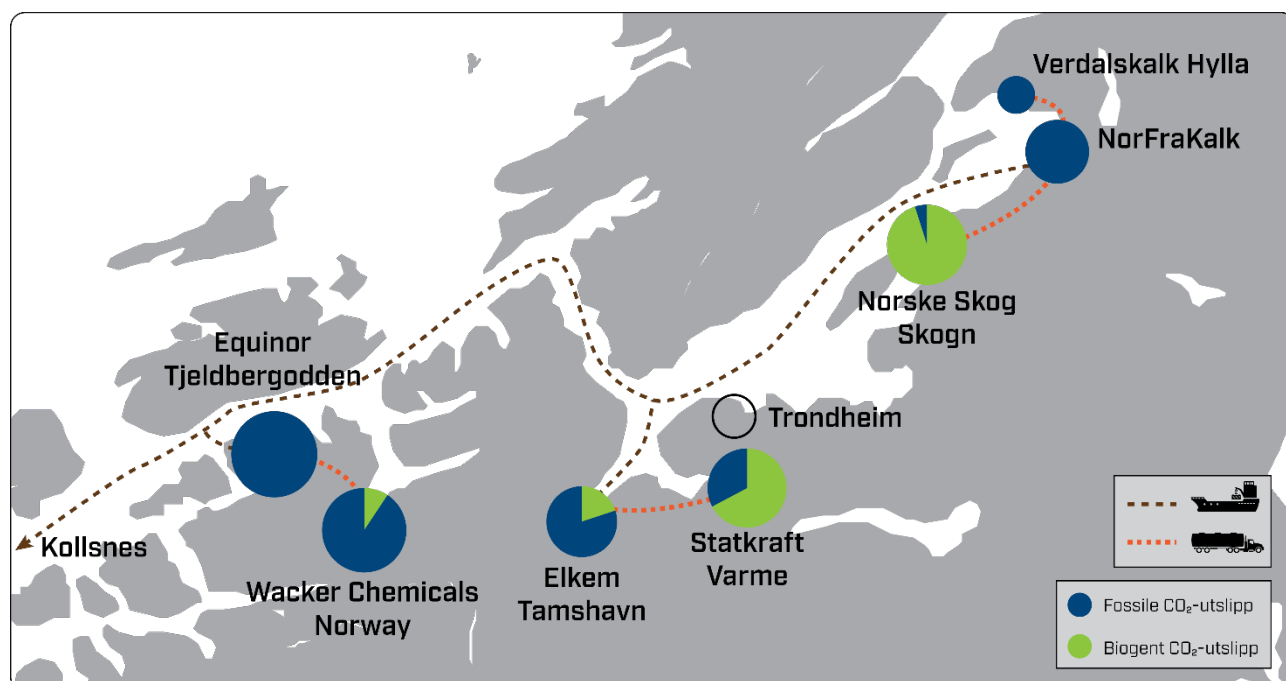 Verdalskalk Hylla
NorFraKalk
Norske Skog
Skogn
Equinor
Tjeldbergodden
Trondheim
Kollsnes
Wacker Chemicals
Norway
Elkem
Tamshavn
Statkraft
Varme
Fossile CO₂-utslipp
Biogent CO₂-utslipp